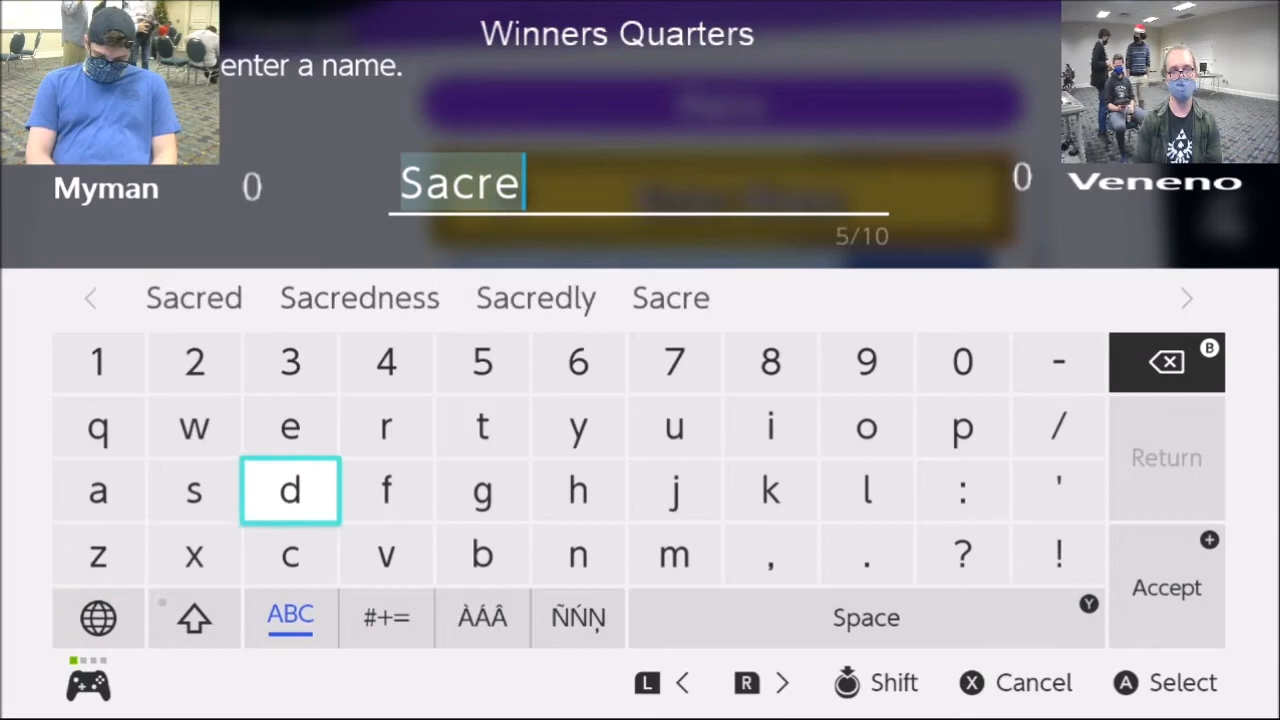 Winners Quarters
enter a name.
Myman 0 Sacre 0 Veneno
5/10
Sacred Sacredness Sacredly Sacre
1 2 3 4 5 6 7 8 9 0 - B
q w e r t y u i o p / Return
a s d f g h j k l : '
z x c v b n m , . ? ! + Accept
ABC #+= ÀÁÂ ÑŃŅ Space Y
L < R > Shift X Cancel A Select